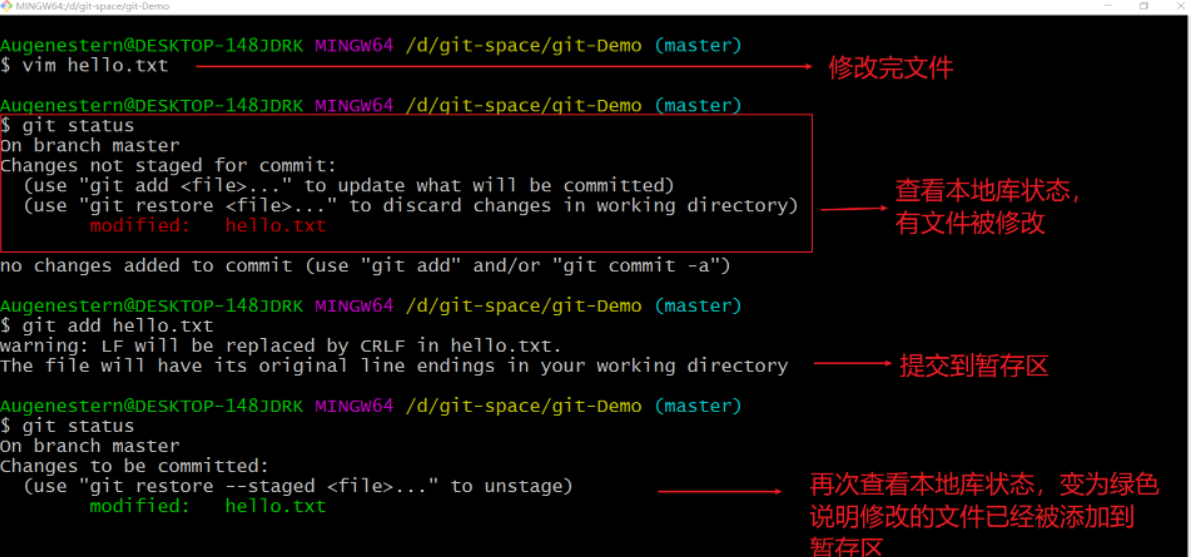 MINGW64:/d/git-space/git-Demo
Augenestern@DESKTOP-148JDRK MINGW64 /d/git-space/git-Demo (master)
$ vim hello.txt
修改完文件
Augenestern@DESKTOP-148JDRK MINGW64 /d/git-space/git-Demo (master)
$ git status
On branch master
Changes not staged for commit:
(use "git add <file>..." to update what will be committed)
(use "git restore <file>..." to discard changes in working directory)
modified: hello.txt
查看本地库状态，
有文件被修改
no changes added to commit (use "git add" and/or "git commit -a")
Augenestern@DESKTOP-148JDRK MINGW64 /d/git-space/git-Demo (master)
$ git add hello.txt
warning: LF will be replaced by CRLF in hello.txt.
The file will have its original line endings in your working directory
提交到暂存区
Augenestern@DESKTOP-148JDRK MINGW64 /d/git-space/git-Demo (master)
$ git status
On branch master
Changes to be committed:
(use "git restore --staged <file>..." to unstage)
modified: hello.txt
再次查看本地库状态，变为绿色
说明修改的文件已经被添加到
暂存区